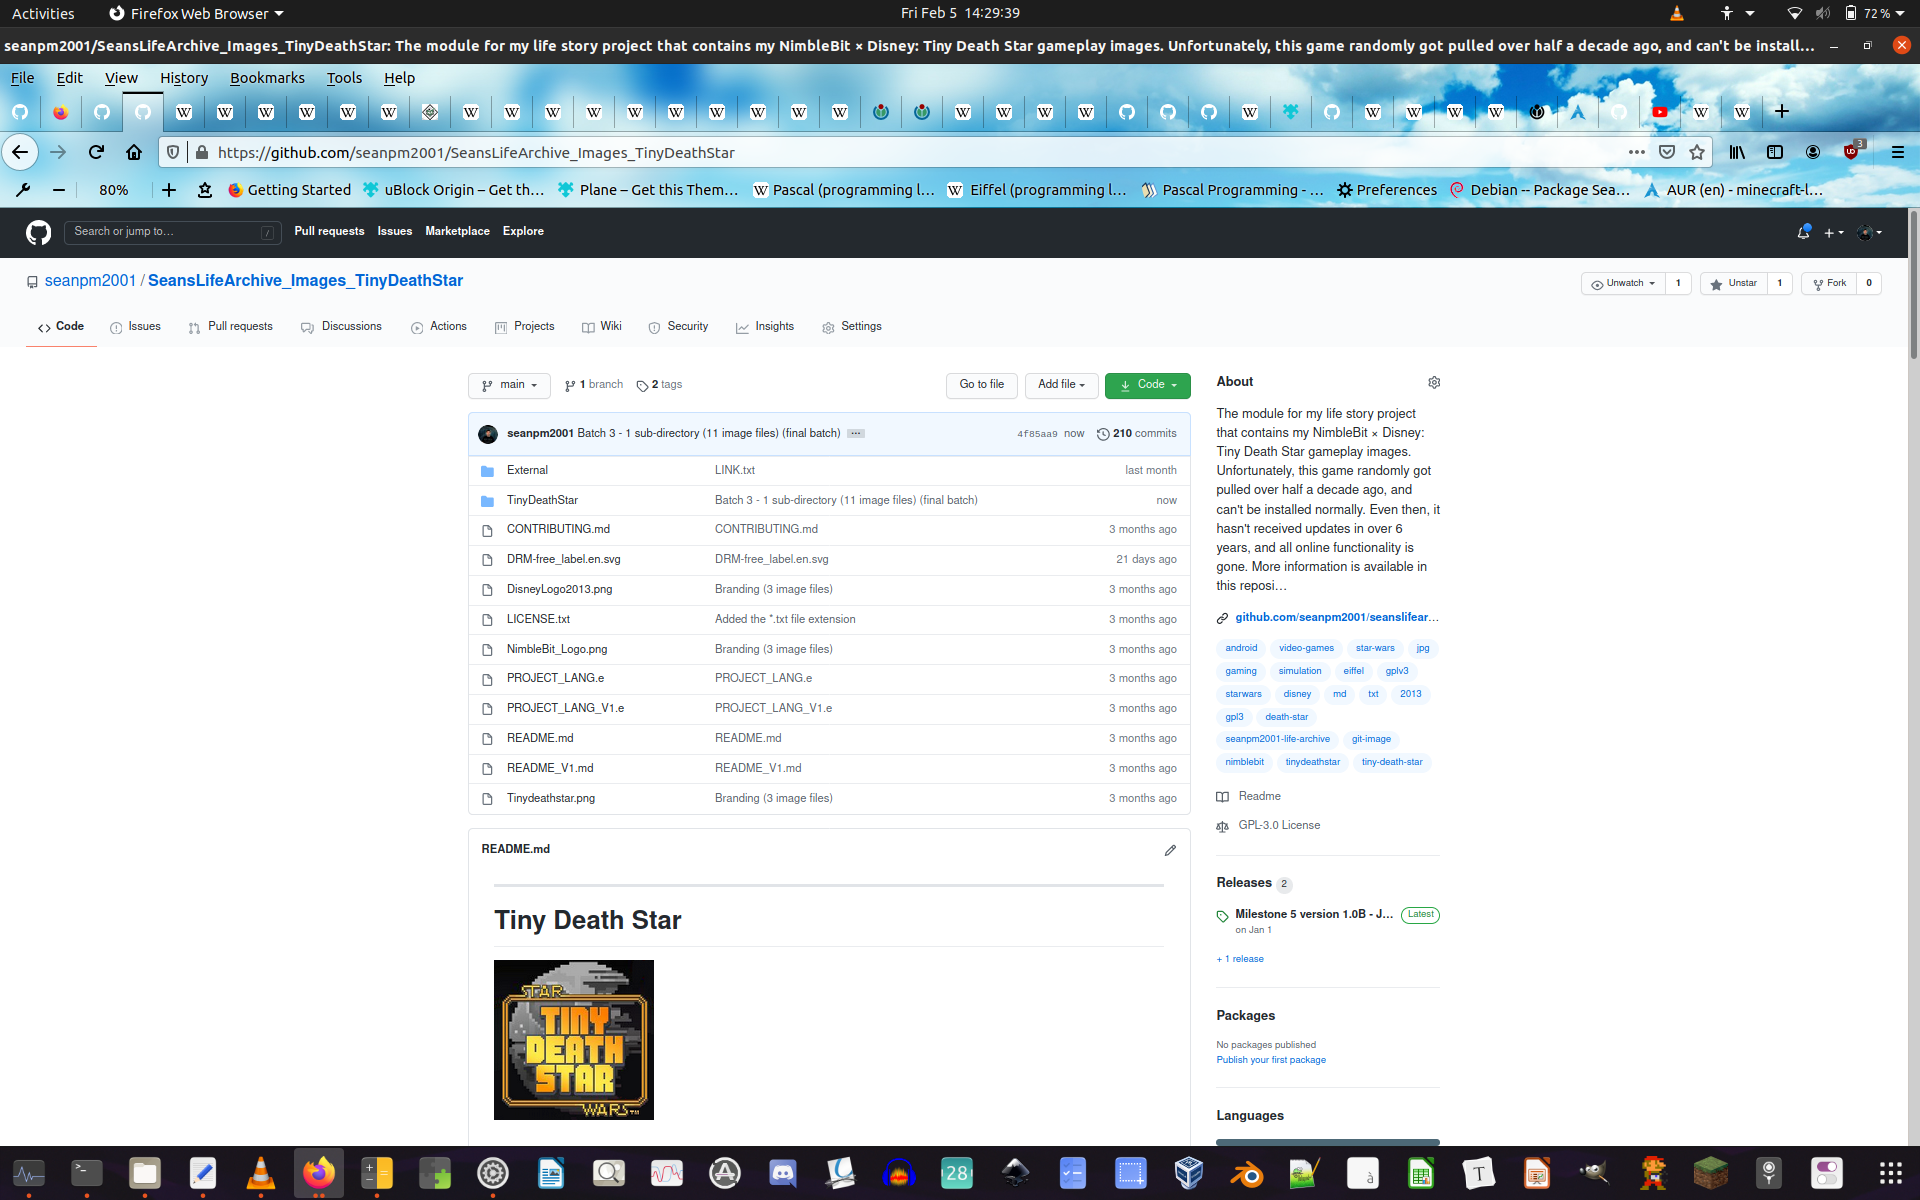 Activities
Firefox Web Browser
Fri Feb 5 14:29:39
72 %
seanpm2001/SeansLifeArchive_Images_TinyDeathStar: The module for my life story project that contains my NimbleBit × Disney: Tiny Death Star gameplay images. Unfortunately, this game randomly got pulled over half a decade ago, and can't be install…
File Edit View History Bookmarks Tools Help
https://github.com/seanpm2001/SeansLifeArchive_Images_TinyDeathStar
3
80%
Getting Started
uBlock Origin – Get th…
Plane – Get this Them…
Pascal (programming l…
Eiffel (programming l…
Pascal Programming - …
Preferences
Debian -- Package Sea…
AUR (en) - minecraft-l…
Search or jump to…
/
Pull requests Issues Marketplace Explore
seanpm2001 / SeansLifeArchive_Images_TinyDeathStar
Unwatch 1
Unstar 1
Fork 0
Code Issues Pull requests Discussions Actions Projects Wiki Security Insights Settings
main
1 branch
2 tags
Go to file
Add file
Code
seanpm2001 Batch 3 - 1 sub-directory (11 image files) (final batch) …
4f85aa9 now
210 commits
External LINK.txt last month
TinyDeathStar Batch 3 - 1 sub-directory (11 image files) (final batch) now
CONTRIBUTING.md CONTRIBUTING.md 3 months ago
DRM-free_label.en.svg DRM-free_label.en.svg 21 days ago
DisneyLogo2013.png Branding (3 image files) 3 months ago
LICENSE.txt Added the *.txt file extension 3 months ago
NimbleBit_Logo.png Branding (3 image files) 3 months ago
PROJECT_LANG.e PROJECT_LANG.e 3 months ago
PROJECT_LANG_V1.e PROJECT_LANG_V1.e 3 months ago
README.md README.md 3 months ago
README_V1.md README_V1.md 3 months ago
Tinydeathstar.png Branding (3 image files) 3 months ago
README.md
Tiny Death Star
STAR
TINY
DEATH
STAR
WARS™
About
The module for my life story project
that contains my NimbleBit × Disney:
Tiny Death Star gameplay images.
Unfortunately, this game randomly got
pulled over half a decade ago, and
can't be installed normally. Even then, it
hasn't received updates in over 6
years, and all online functionality is
gone. More information is available in
this reposi…
github.com/seanpm2001/seanslifear…
android video-games star-wars jpg
gaming simulation eiffel gplv3
starwars disney md txt 2013
gpl3 death-star
seanpm2001-life-archive git-image
nimblebit tinydeathstar tiny-death-star
Readme
GPL-3.0 License
Releases 2
Milestone 5 version 1.0B - J… Latest
on Jan 1
+ 1 release
Packages
No packages published
Publish your first package
Languages
28